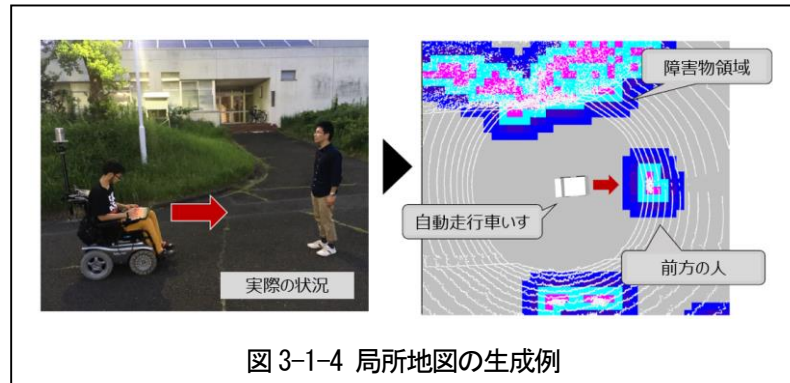 実際の状況
障害物領域
自動走行車いす
前方の人
図 3-1-4 局所地図の生成例